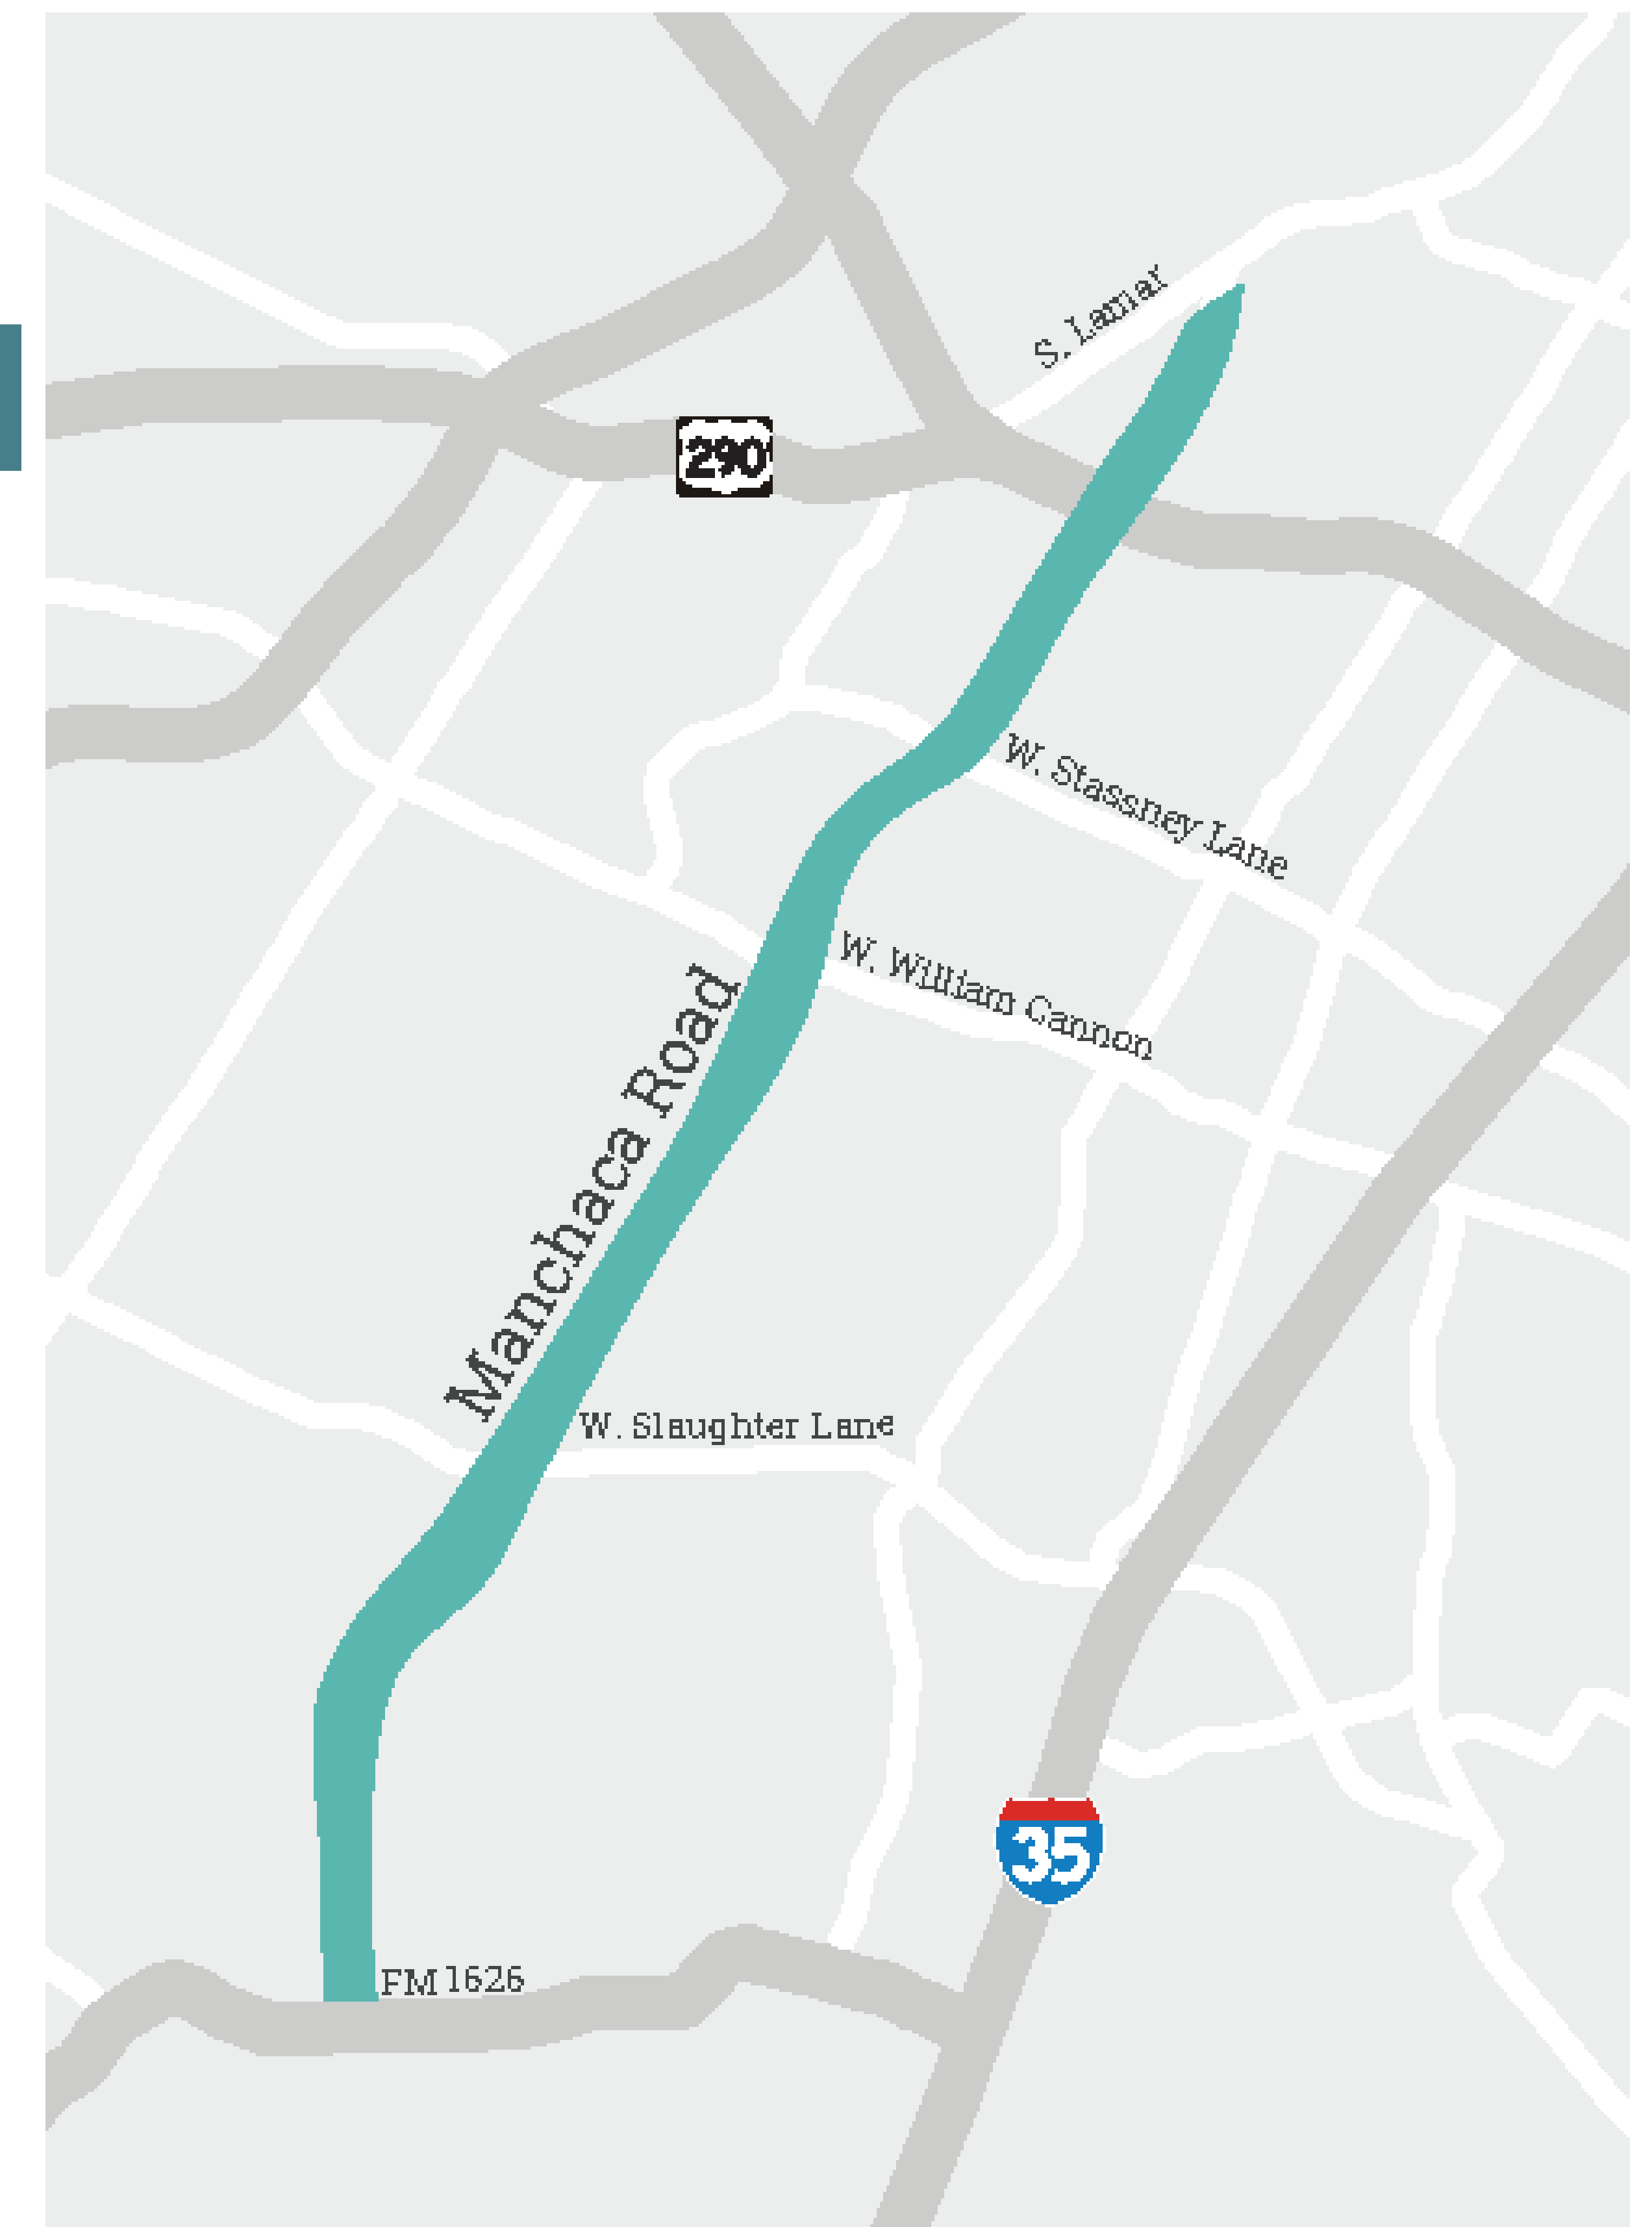 S. Lamar
290
W. Stassney Lane
W. William Cannon
Manchaca Road
W. Slaughter Lane
35
FM 1626